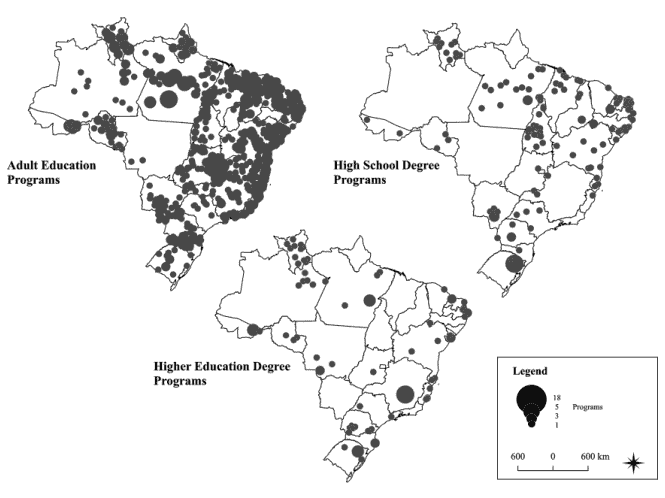 Adult Education
Programs
High School Degree
Programs
Higher Education Degree
Programs
Legend
18
5
3
1
Programs
600
0
600 km